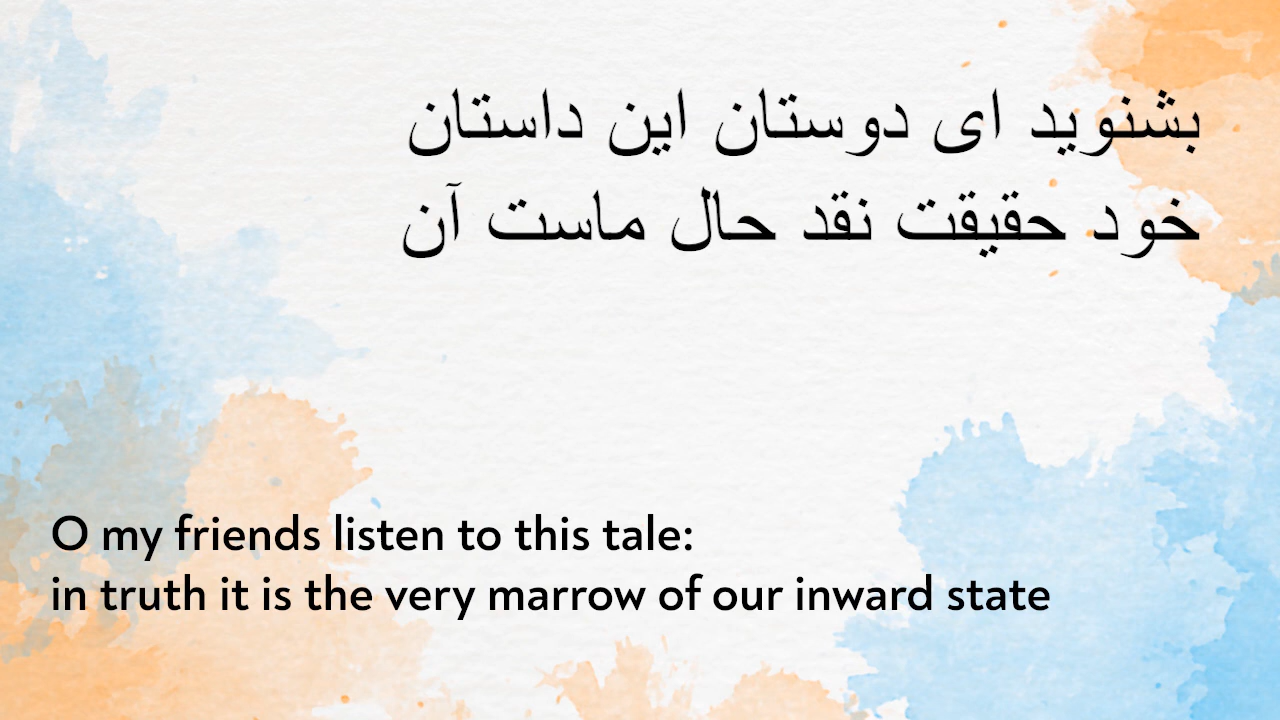 بشنوید ای دوستان این داستان
خود حقیقت نقد حال ماست آن
O my friends listen to this tale:
in truth it is the very marrow of our inward state